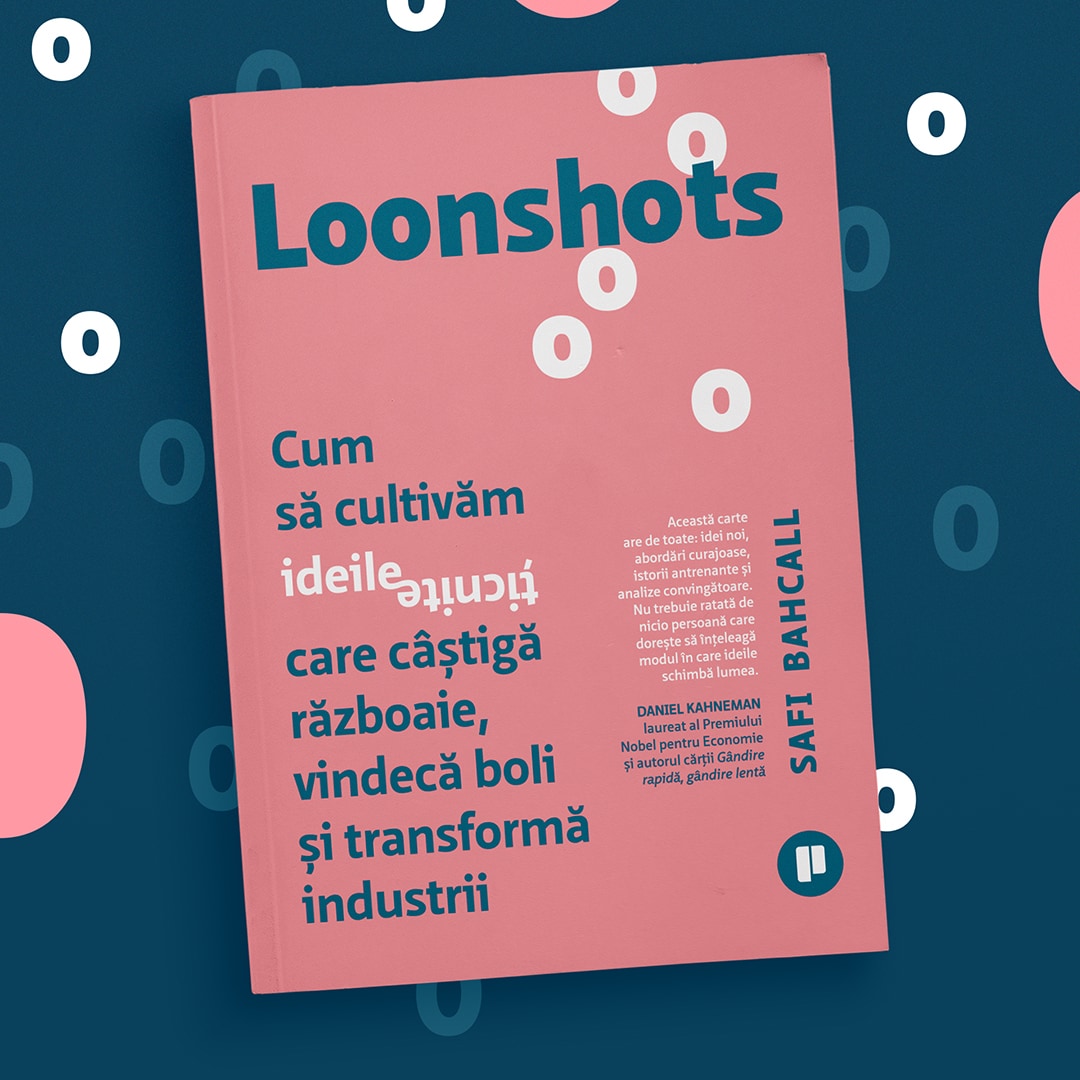 Loonshots
Cum
să cultivăm
ideile țicnite
care câștigă
războaie,
vindecă boli
și transformă
industrii
Această carte
are de toate: idei noi,
abordări curajoase,
istorii antrenante și
analize convingătoare.
Nu trebuie ratată de
nicio persoană care
dorește să înțeleagă
modul în care ideile
schimbă lumea.
DANIEL KAHNEMAN
laureat al Premiului
Nobel pentru Economie
și autorul cărții Gândire
rapidă, gândire lentă
SAFI BAHCALL